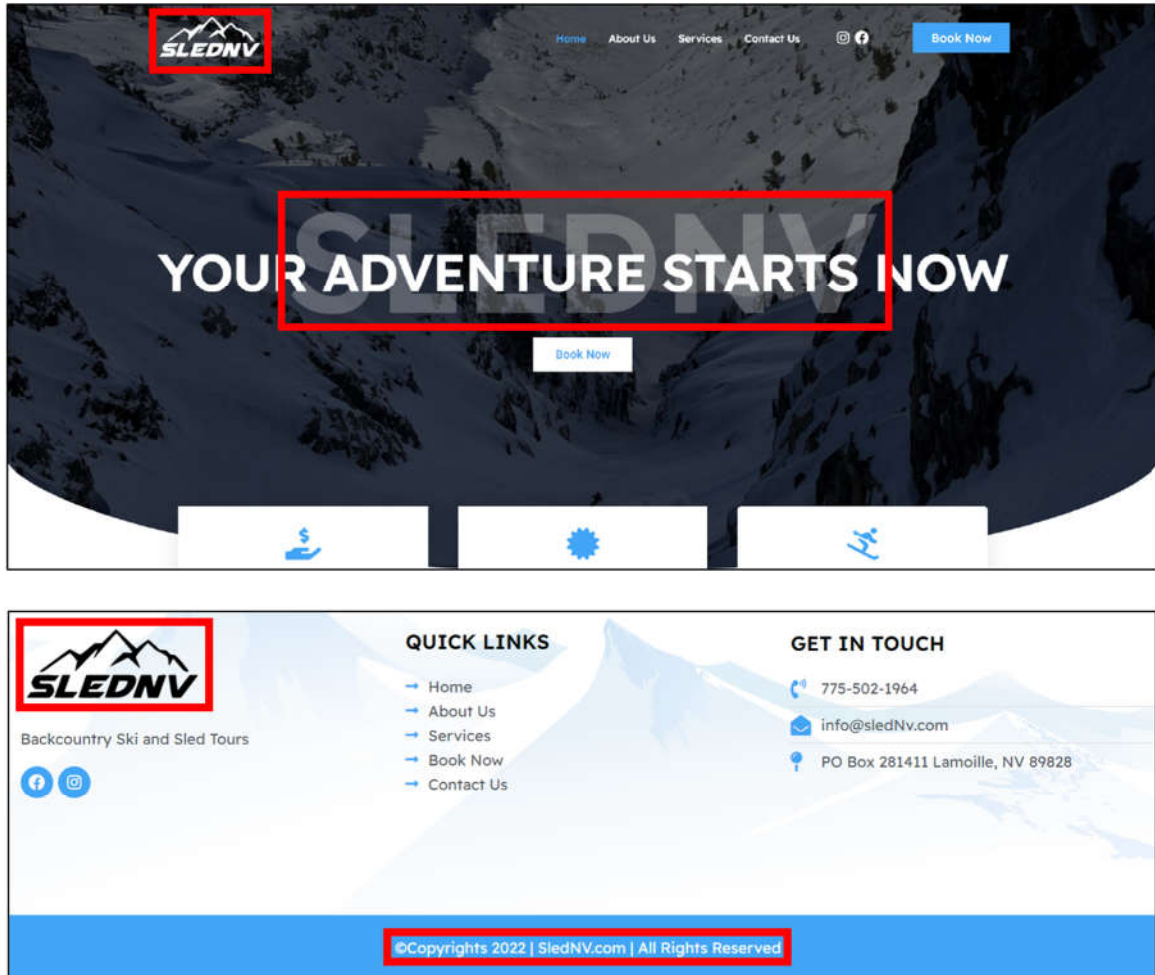 SLEDNV
Home About Us Services Contact Us Book Now
SLEDNV
YOUR ADVENTURE STARTS NOW
Book Now
SLEDNV
Backcountry Ski and Sled Tours
QUICK LINKS
→ Home
→ About Us
→ Services
→ Book Now
→ Contact Us
GET IN TOUCH
775-502-1964
info@sledNv.com
PO Box 281411 Lamoille, NV 89828
©Copyrights 2022 | SledNV.com | All Rights Reserved